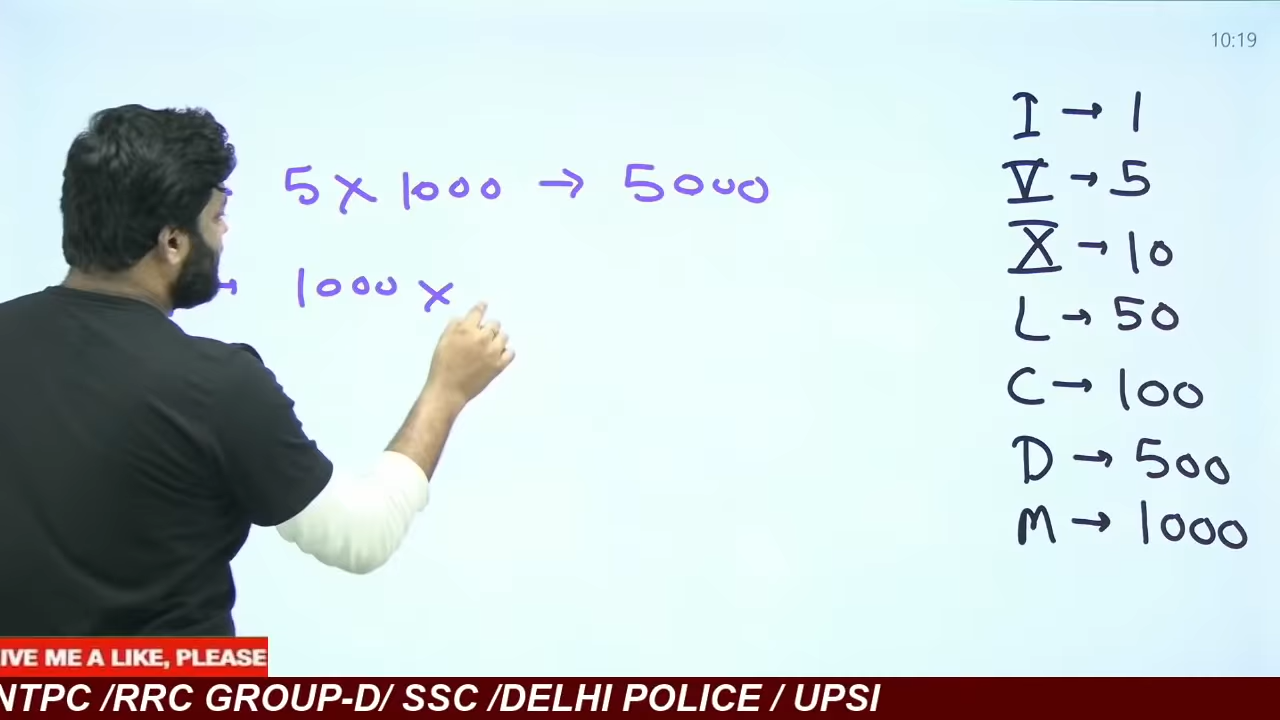 10:19
5 x 1000 → 5000
→ 1000 x
I → 1
V → 5
X → 10
L → 50
C → 100
D → 500
M → 1000
IVE ME A LIKE, PLEASE
NTPC /RRC GROUP-D/ SSC /DELHI POLICE / UPSI